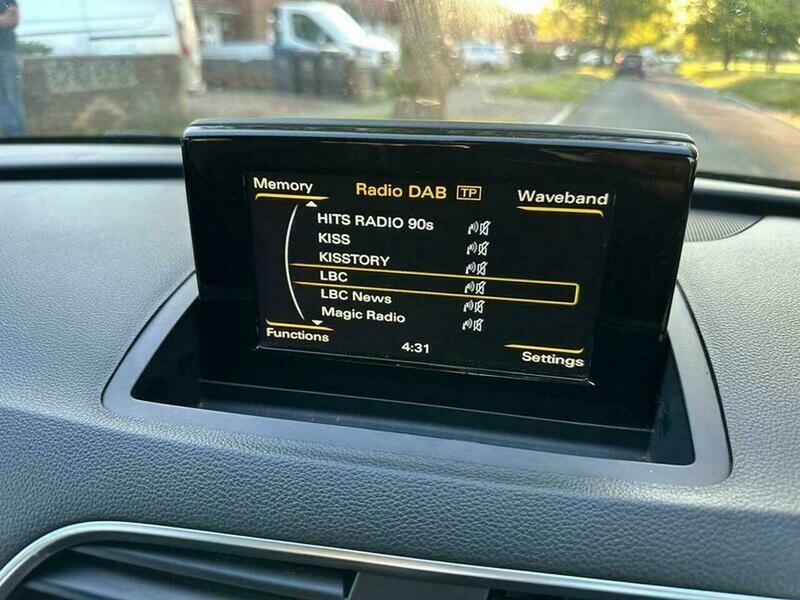 Memory Radio DAB TP Waveband
HITS RADIO 90s
KISS
KISSTORY
LBC
LBC News
Magic Radio
Functions 4:31 Settings